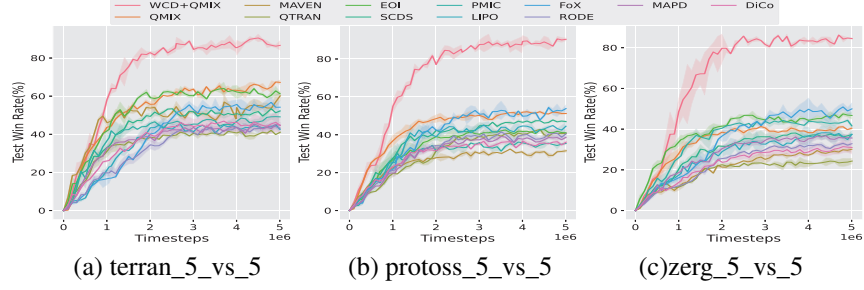 WCD+QMIX MAVEN EOI PMIC FoX MAPD DiCo
QMIX QTRAN SCDS LIPO RODE
Test Win Rate(%)
80
60
40
20
0
0 1 2 3 4 5
1e6
Timesteps
(a) terran_5_vs_5
Test Win Rate(%)
80
60
40
20
0
0 1 2 3 4 5
1e6
Timesteps
(b) protoss_5_vs_5
Test Win Rate(%)
80
60
40
20
0
0 1 2 3 4 5
1e6
Timesteps
(c)zerg_5_vs_5